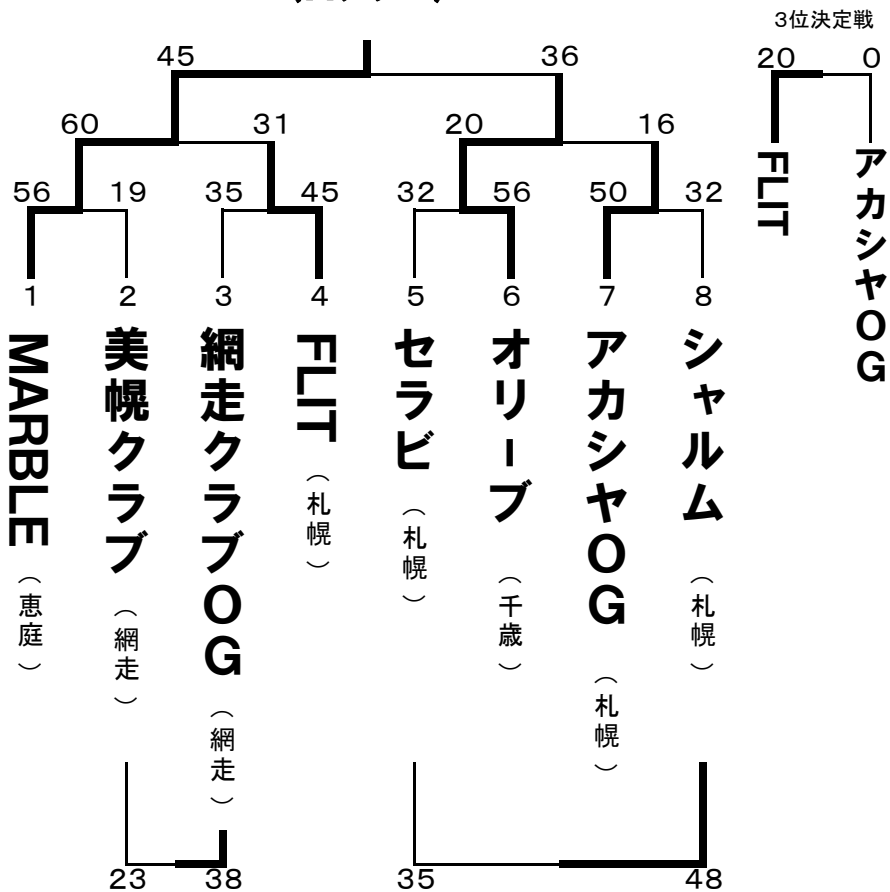 3位決定戦
45 36 20 0
60 31 20 16
56 19 35 45 32 56 50 32
1 2 3 4 5 6 7 8
MARBLE（恵庭）
美幌クラブ（網走）
網走クラブOG（網走）
FLIT（札幌）
セラビ（札幌）
オリーブ（千歳）
アカシヤOG（札幌）
シャルム（札幌）
FLIT
アカシヤOG
23 38 35 48